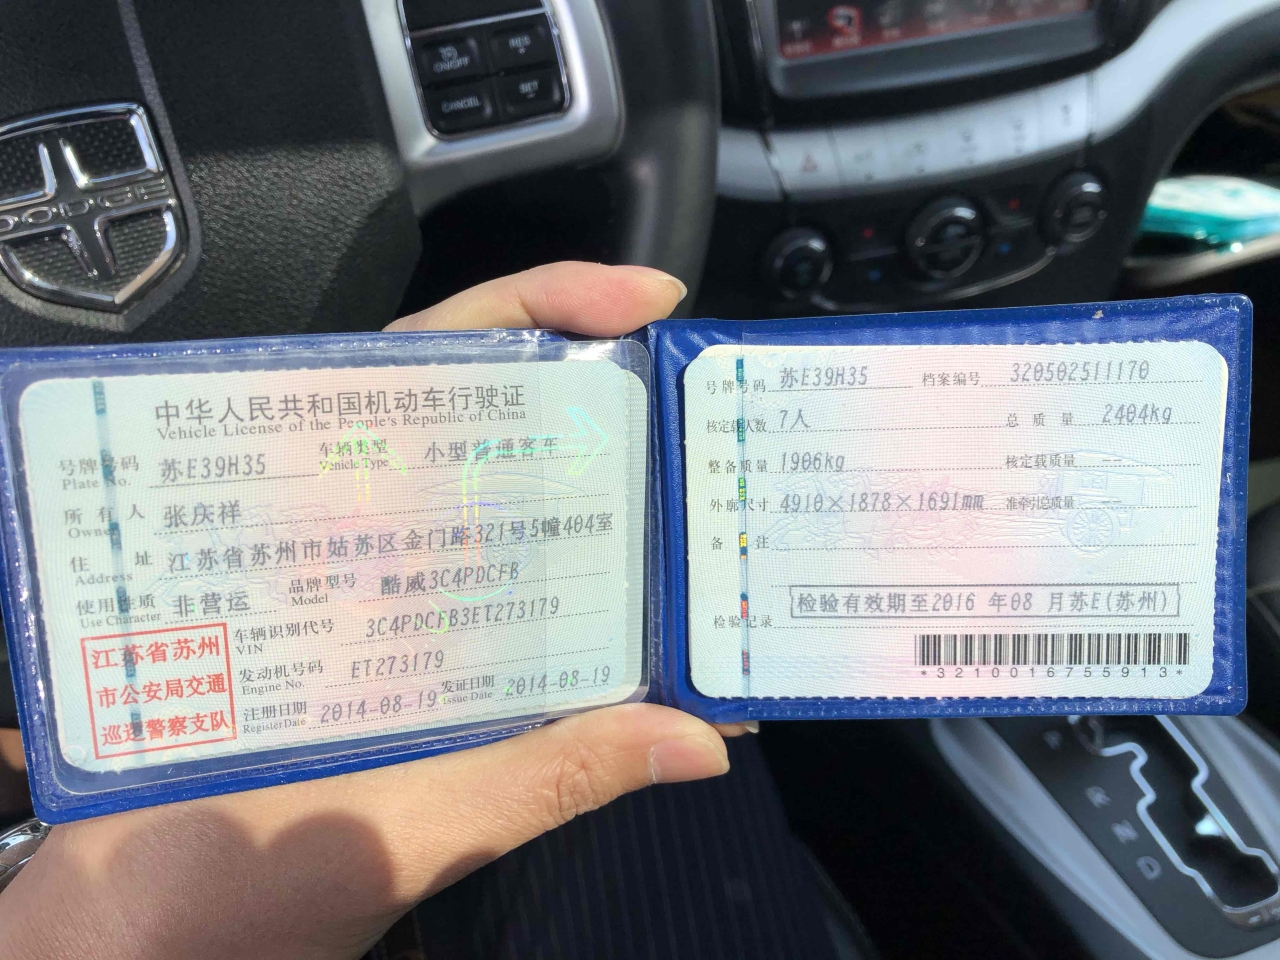 ON/OFF
RES
+
CANCEL
SET
DODGE
中华人民共和国机动车行驶证
Vehicle License of the People's Republic of China
号牌号码 苏E39H35 车辆类型 小型普通客车
Plate No. Vehicle Type
所有人 张庆祥
Owner
住址 江苏省苏州市姑苏区金门路321号5幢404室
Address
使用性质 非营运 品牌型号 酷威3C4PDCFB
Use Character Model
江苏省苏州
市公安局交通
巡逻警察支队
车辆识别代号 3C4PDCFB3ET273179
VIN
发动机号码 ET273179
Engine No.
注册日期 2014-08-19 发证日期 2014-08-19
Register Date Issue Date
号牌号码 苏E39H35 档案编号 320502511170
核定载人数 7人 总质量 2404kg
整备质量 1906kg 核定载质量 --
外廓尺寸 4910×1878×1691mm 准牵引总质量 --
备注
检验记录 检验有效期至2016 年08 月苏E(苏州)
*3210016755913*
R
N
D